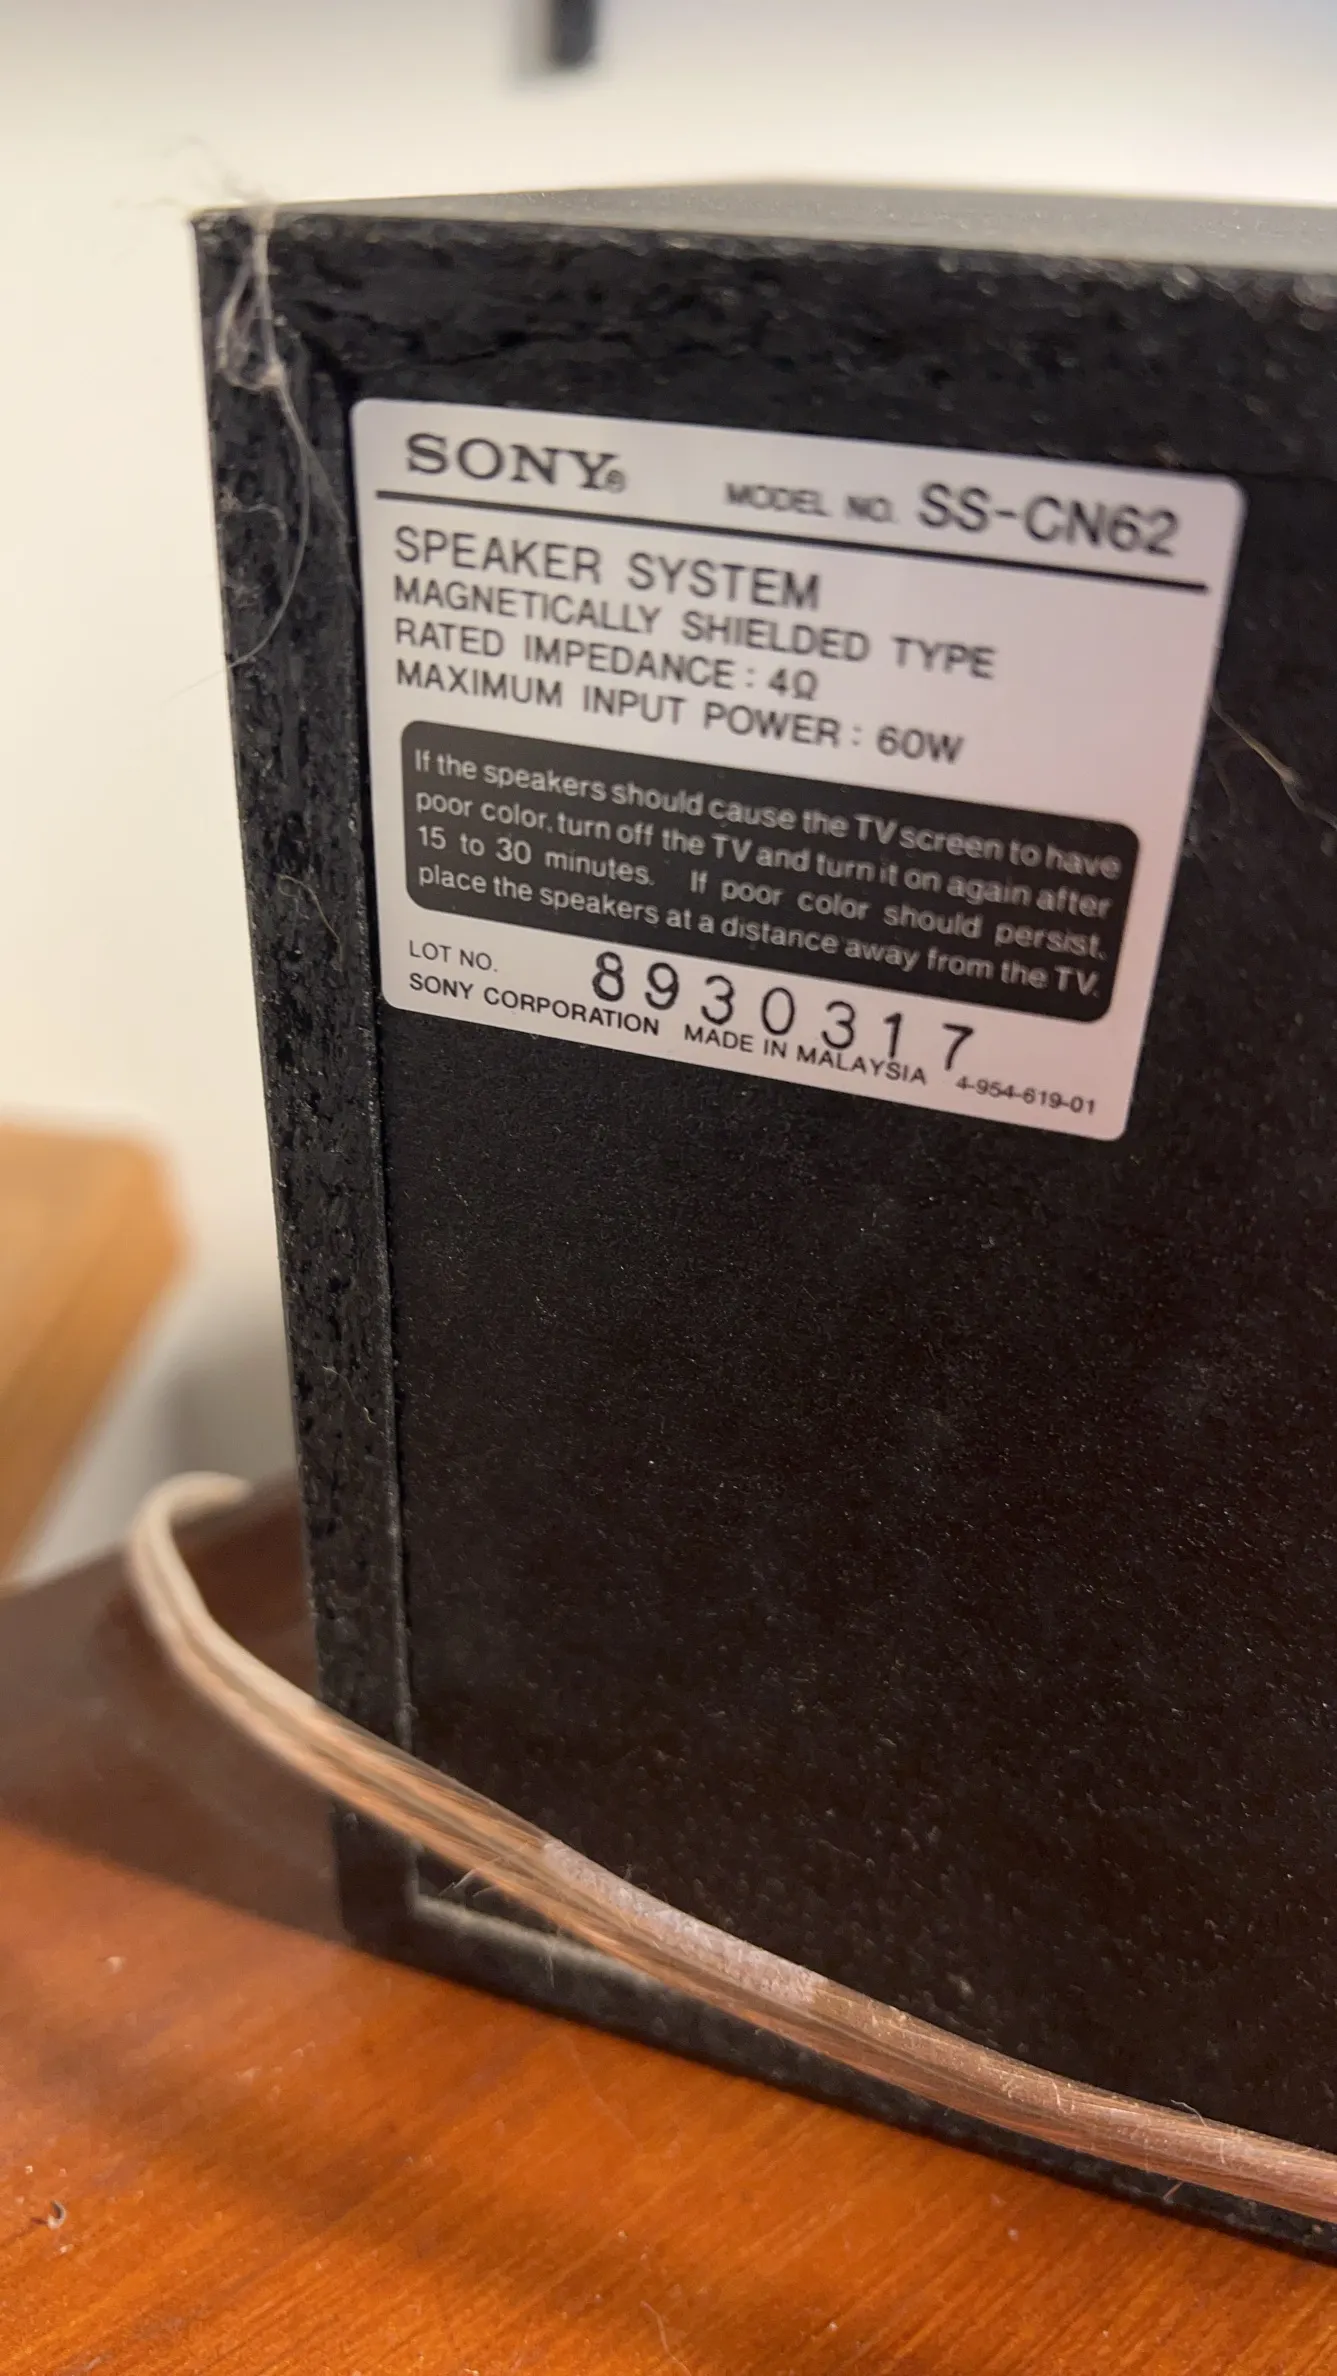 SONY® MODEL NO. SS-CN62
SPEAKER SYSTEM
MAGNETICALLY SHIELDED TYPE
RATED IMPEDANCE : 4Ω
MAXIMUM INPUT POWER : 60W
If the speakers should cause the TV screen to have
poor color, turn off the TV and turn it on again after
15 to 30 minutes. If poor color should persist,
place the speakers at a distance away from the TV.
LOT NO. 8930317
SONY CORPORATION MADE IN MALAYSIA 4-954-619-01